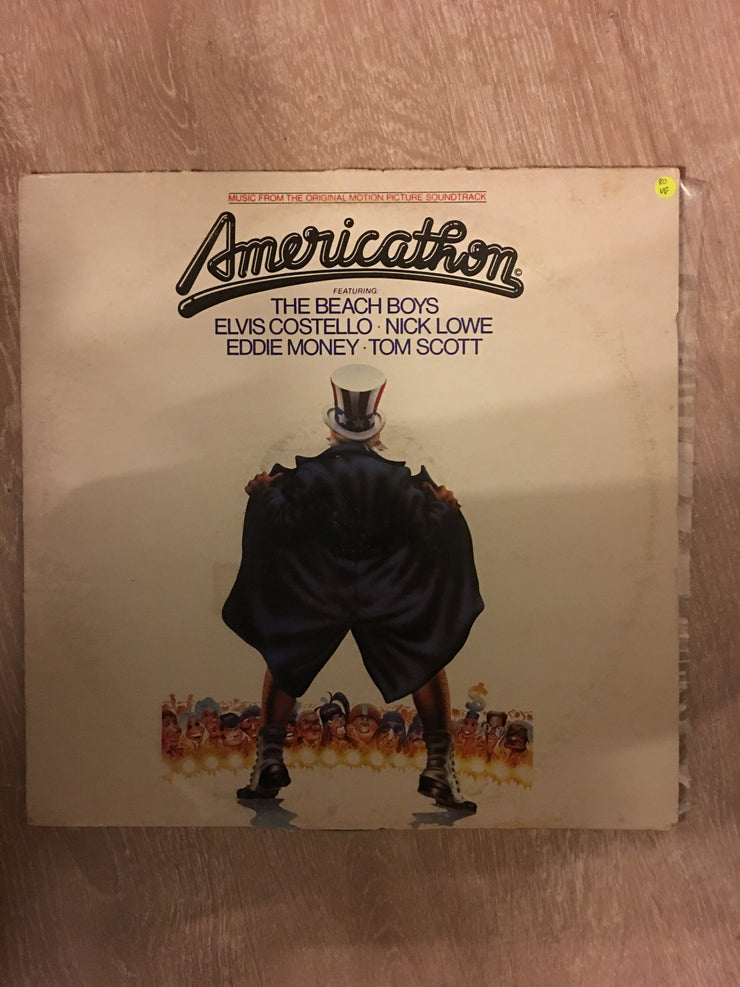 MUSIC FROM THE ORIGINAL MOTION PICTURE SOUNDTRACK
Americathon©
FEATURING:
THE BEACH BOYS
ELVIS COSTELLO · NICK LOWE
EDDIE MONEY · TOM SCOTT
$